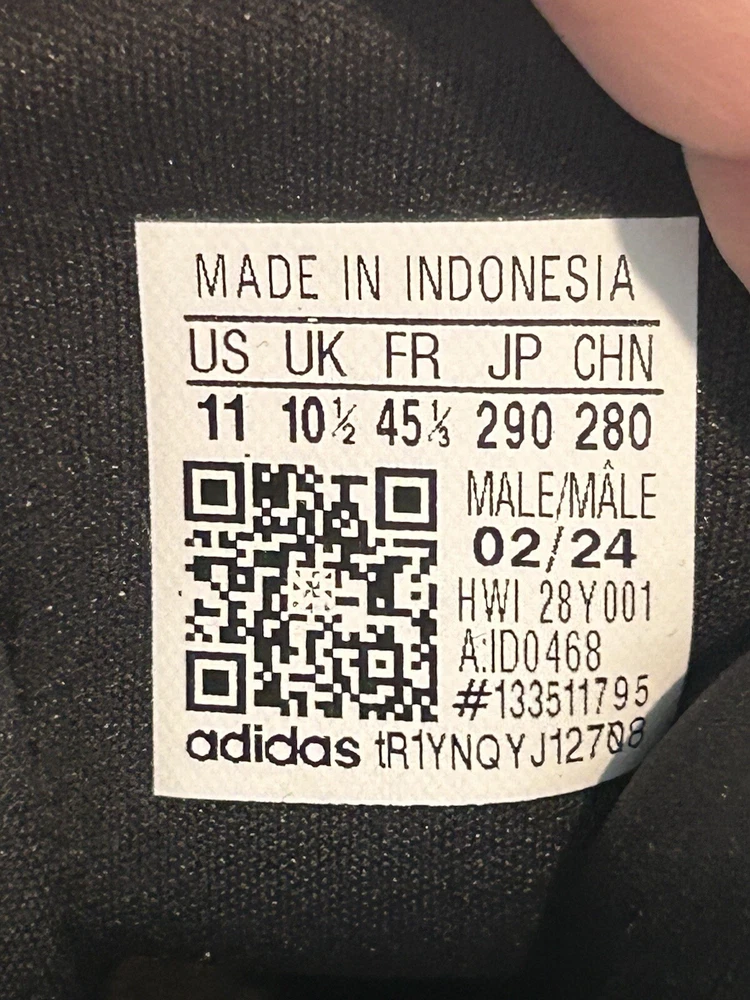 MADE IN INDONESIA
US UK FR JP CHN
11 10½ 45⅓ 290 280
MALE/MÂLE
02/24
HWI 28Y001
A:ID0468
#133511795
adidas tR1YNQYJ12708